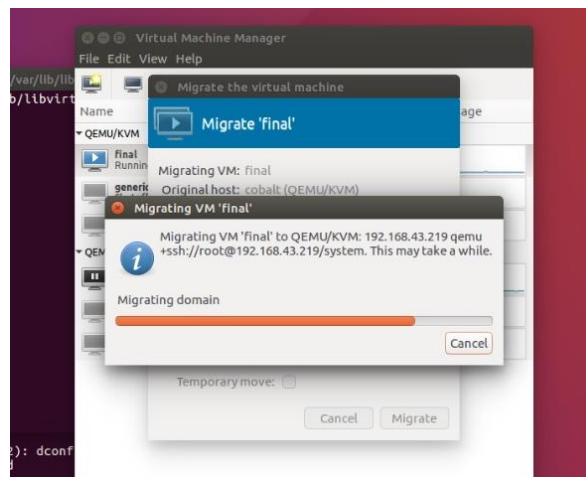 Virtual Machine Manager
File Edit View Help
/var/lib/lib
b/libvirt
Migrate the virtual machine
Name
age
Migrate 'final'
QEMU/KVM
final
Runnin
Migrating VM: final
generic
Original host: cobalt (QEMU/KVM)
Migrating VM 'final'
Migrating VM 'final' to QEMU/KVM: 192.168.43.219 qemu
+ssh://root@192.168.43.219/system. This may take a while.
QEM
Migrating domain
Cancel
Temporary move:
Cancel Migrate
2): dconf